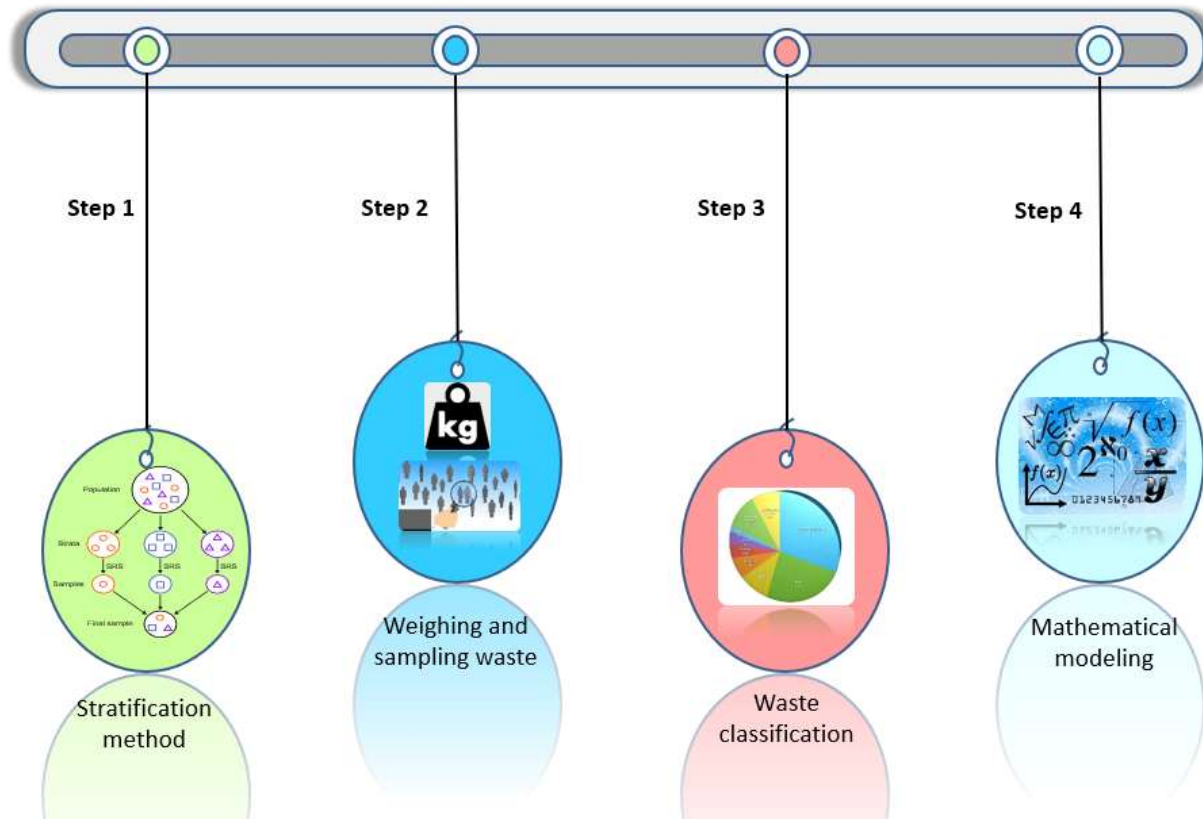 Step 1
Step 2
Step 3
Step 4
Population
Strata
SRS SRS SRS
Samples
Final sample
Stratification
method
kg
Weighing and
sampling waste
Waste
classification
f(x)
2ℵ0
x
y
f(x)
0123456789
Mathematical
modeling